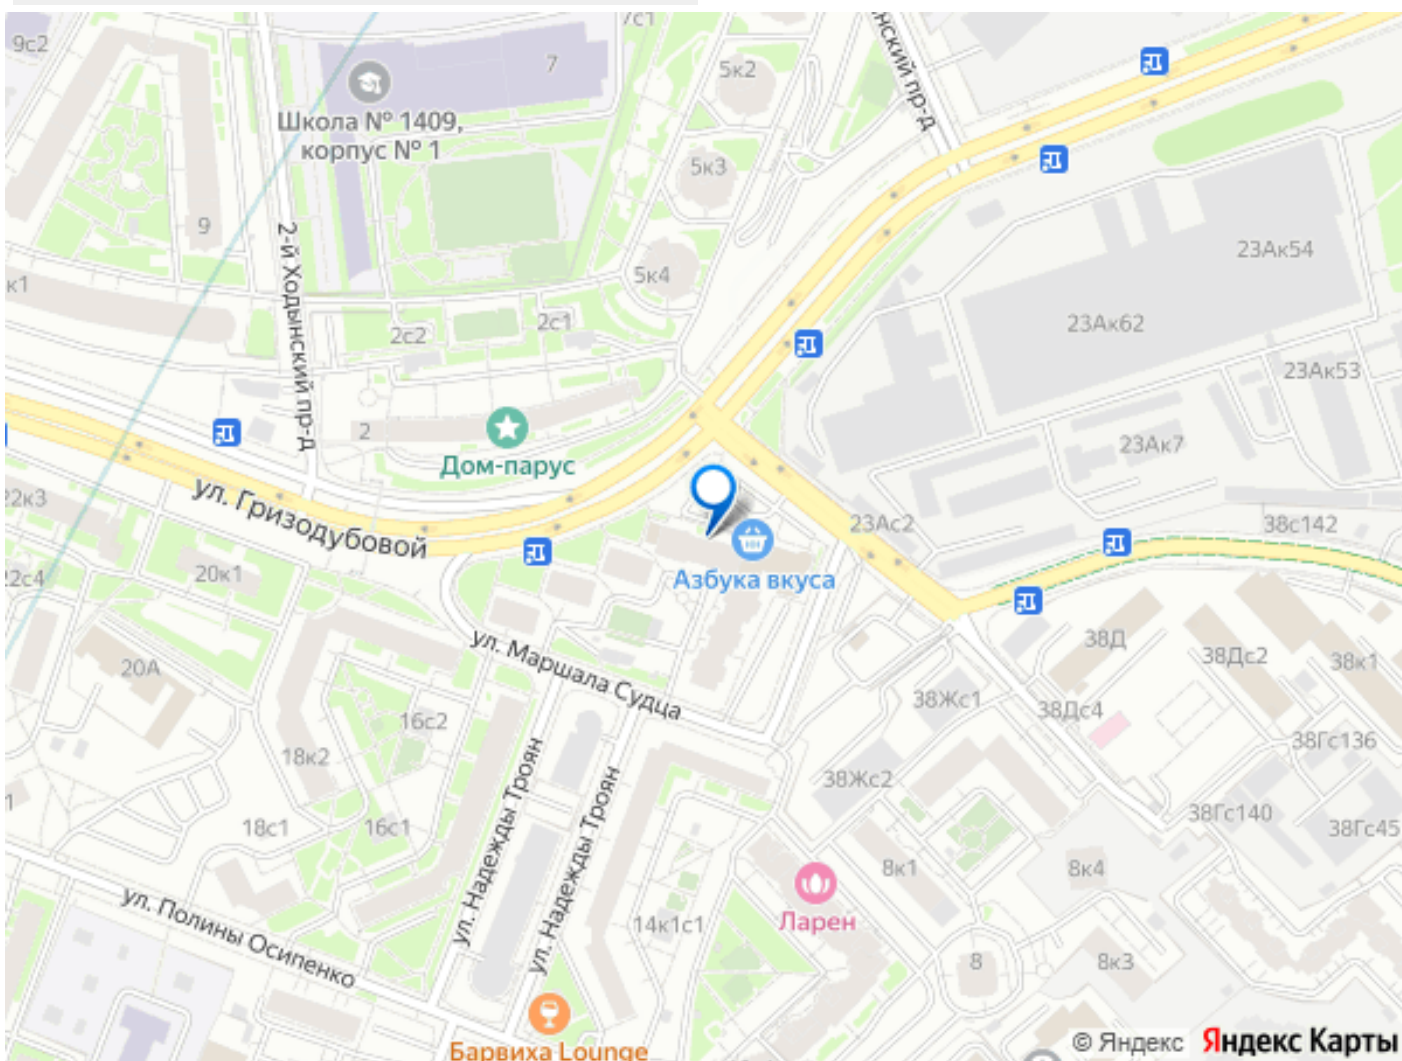 9с2
7с1
7
5к2
Школа № 1409,
корпус № 1
5к3
9
2-й Ходынский пр-д
23Ак54
5к4
к1
2с2
2с1
23Ак62
23Ак53
2
Дом-парус
23Ак7
22к3
ул. Гризодубовой
23Ас2
38с142
22с4
20к1
Азбука вкуса
ул. Маршала Судца
20А
38Д
38Дс2
38к1
16с2
38Жс1
38Дс4
38Гс136
18к2
38Жс2
1
18с1
16с1
ул. Надежды Троян
ул. Надежды Троян
38Гс140
38Гс45
8к1
8к4
ул. Полины Осипенко
14к1с1
Ларен
8
8к3
Барвиха Lounge
© Яндекс Яндекс Карты